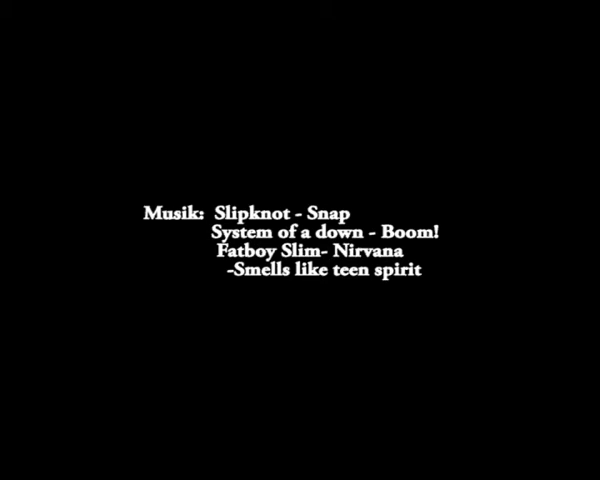 Musik: Slipknot - Snap
System of a down - Boom!
Fatboy Slim- Nirvana
-Smells like teen spirit